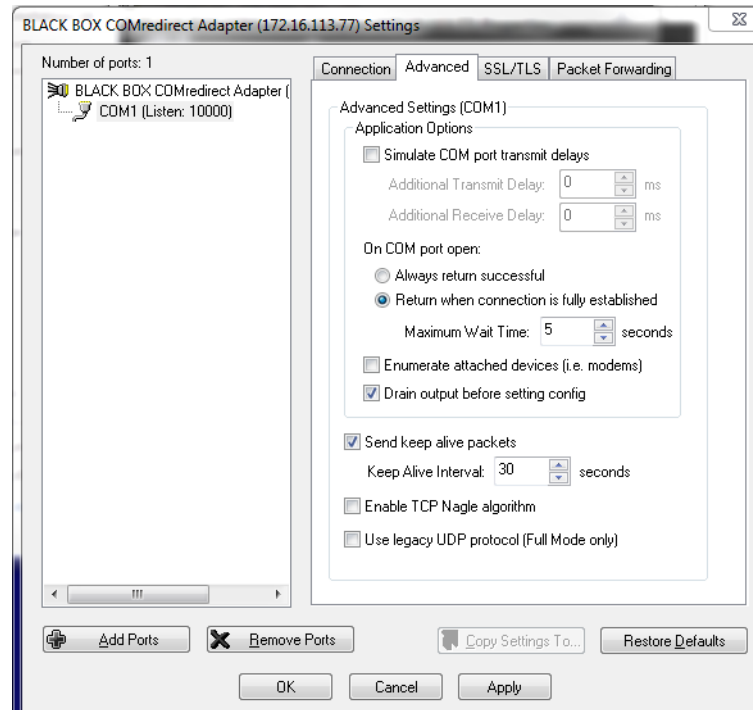 BLACK BOX COMredirect Adapter (172.16.113.77) Settings
Number of ports: 1
BLACK BOX COMredirect Adapter (
COM1 (Listen: 10000)
Connection Advanced SSL/TLS Packet Forwarding
Advanced Settings (COM1)
Application Options
Simulate COM port transmit delays
Additional Transmit Delay: 0 ms
Additional Receive Delay: 0 ms
On COM port open:
Always return successful
Return when connection is fully established
Maximum Wait Time: 5 seconds
Enumerate attached devices (i.e. modems)
Drain output before setting config
Send keep alive packets
Keep Alive Interval: 30 seconds
Enable TCP Nagle algorithm
Use legacy UDP protocol (Full Mode only)
Add Ports Remove Ports Copy Settings To... Restore Defaults
OK Cancel Apply